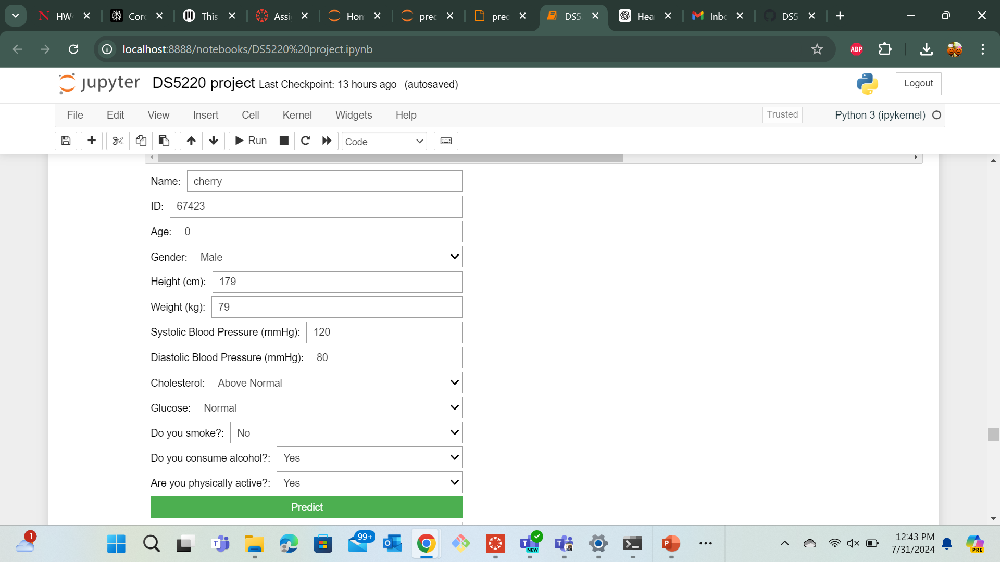 HW- Cor This Assi Hon prec prec DS5 Hea Inbc DS5
localhost:8888/notebooks/DS5220%20project.ipynb
ABP
jupyter DS5220 project Last Checkpoint: 13 hours ago (autosaved)
Logout
File Edit View Insert Cell Kernel Widgets Help
Trusted
Python 3 (ipykernel)
Run
Code
Name: cherry
ID: 67423
Age: 0
Gender: Male
Height (cm): 179
Weight (kg): 79
Systolic Blood Pressure (mmHg): 120
Diastolic Blood Pressure (mmHg): 80
Cholesterol: Above Normal
Glucose: Normal
Do you smoke?: No
Do you consume alcohol?: Yes
Are you physically active?: Yes
Predict
1
99+
NEW
12:43 PM
7/31/2024
PRE